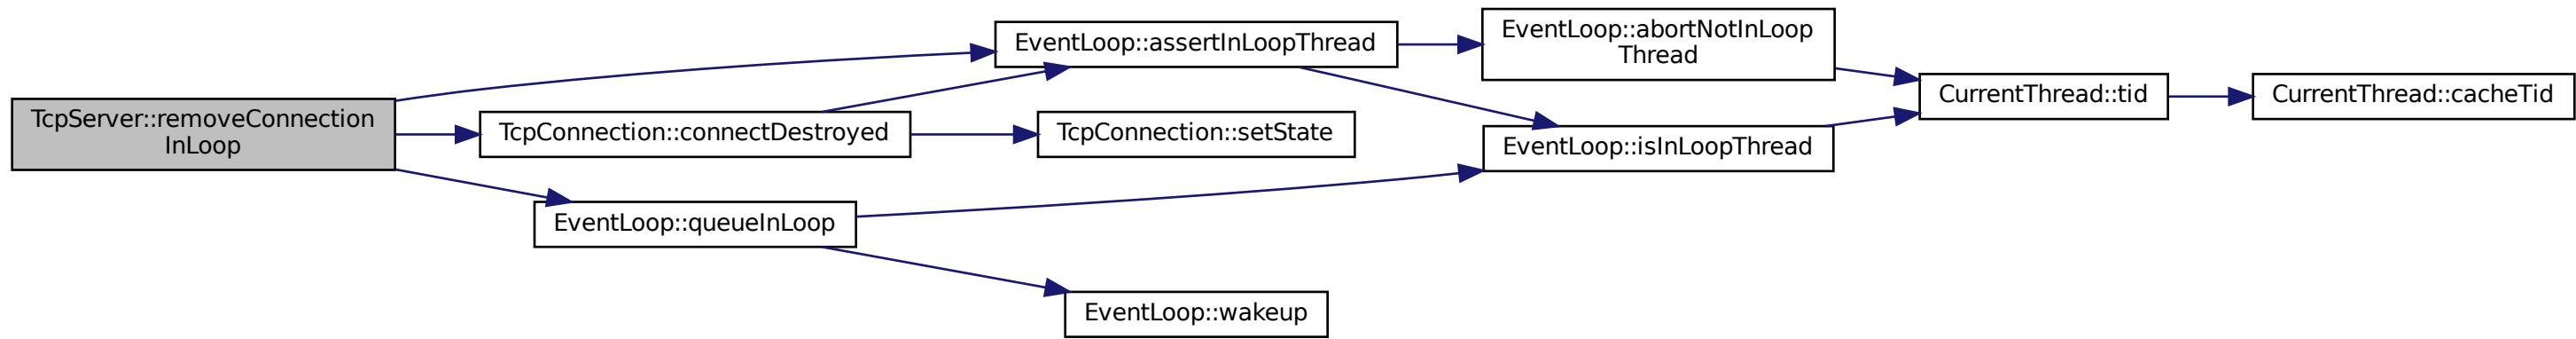 TcpServer::removeConnection
InLoop
EventLoop::assertInLoopThread
TcpConnection::connectDestroyed
TcpConnection::setState
EventLoop::queueInLoop
EventLoop::wakeup
EventLoop::abortNotInLoop
Thread
EventLoop::isInLoopThread
CurrentThread::tid
CurrentThread::cacheTid